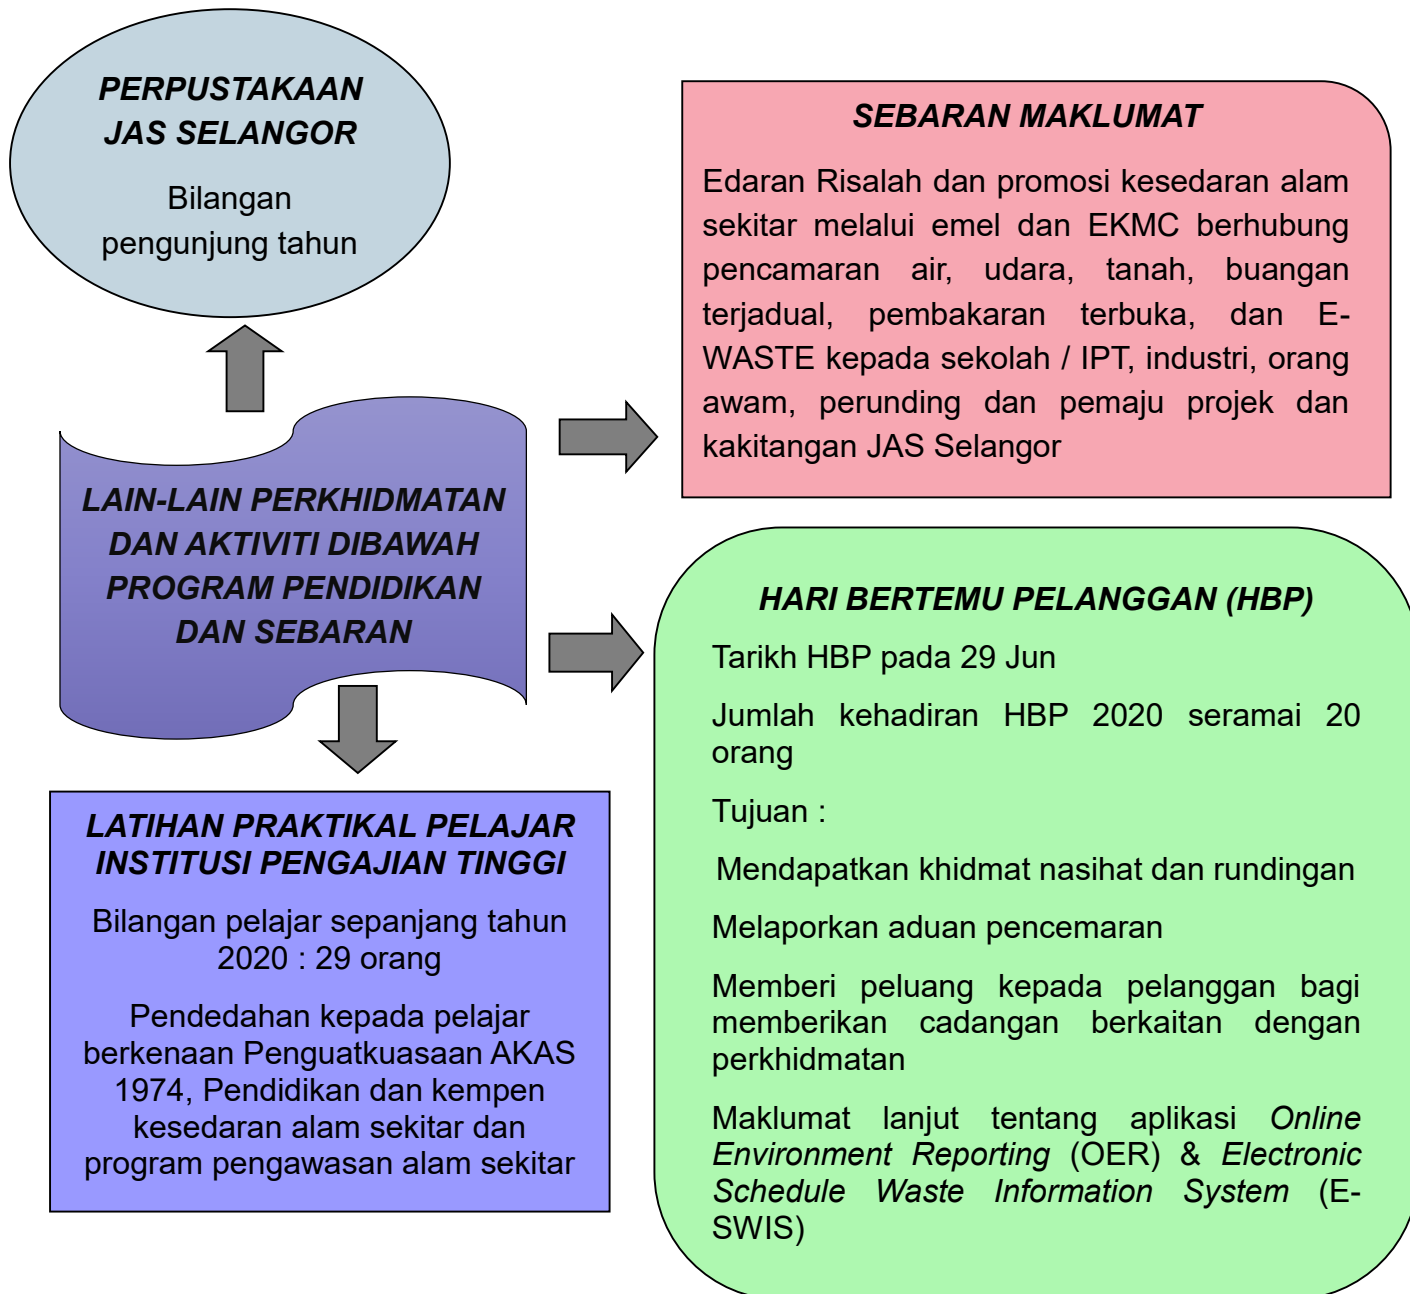 PERPUSTAKAAN
JAS SELANGOR
Bilangan
pengunjung tahun
SEBARAN MAKLUMAT
Edaran Risalah dan promosi kesedaran alam
sekitar melalui emel dan EKMC berhubung
pencamaran air, udara, tanah, buangan
terjadual, pembakaran terbuka, dan E-
WASTE kepada sekolah / IPT, industri, orang
awam, perunding dan pemaju projek dan
kakitangan JAS Selangor
LAIN-LAIN PERKHIDMATAN
DAN AKTIVITI DIBAWAH
PROGRAM PENDIDIKAN
DAN SEBARAN
HARI BERTEMU PELANGGAN (HBP)
Tarikh HBP pada 29 Jun
Jumlah kehadiran HBP 2020 seramai 20
orang
Tujuan :
Mendapatkan khidmat nasihat dan rundingan
Melaporkan aduan pencemaran
Memberi peluang kepada pelanggan bagi
memberikan cadangan berkaitan dengan
perkhidmatan
Maklumat lanjut tentang aplikasi Online
Environment Reporting (OER) & Electronic
Schedule Waste Information System (E-
SWIS)
LATIHAN PRAKTIKAL PELAJAR
INSTITUSI PENGAJIAN TINGGI
Bilangan pelajar sepanjang tahun
2020 : 29 orang
Pendedahan kepada pelajar
berkenaan Penguatkuasaan AKAS
1974, Pendidikan dan kempen
kesedaran alam sekitar dan
program pengawasan alam sekitar